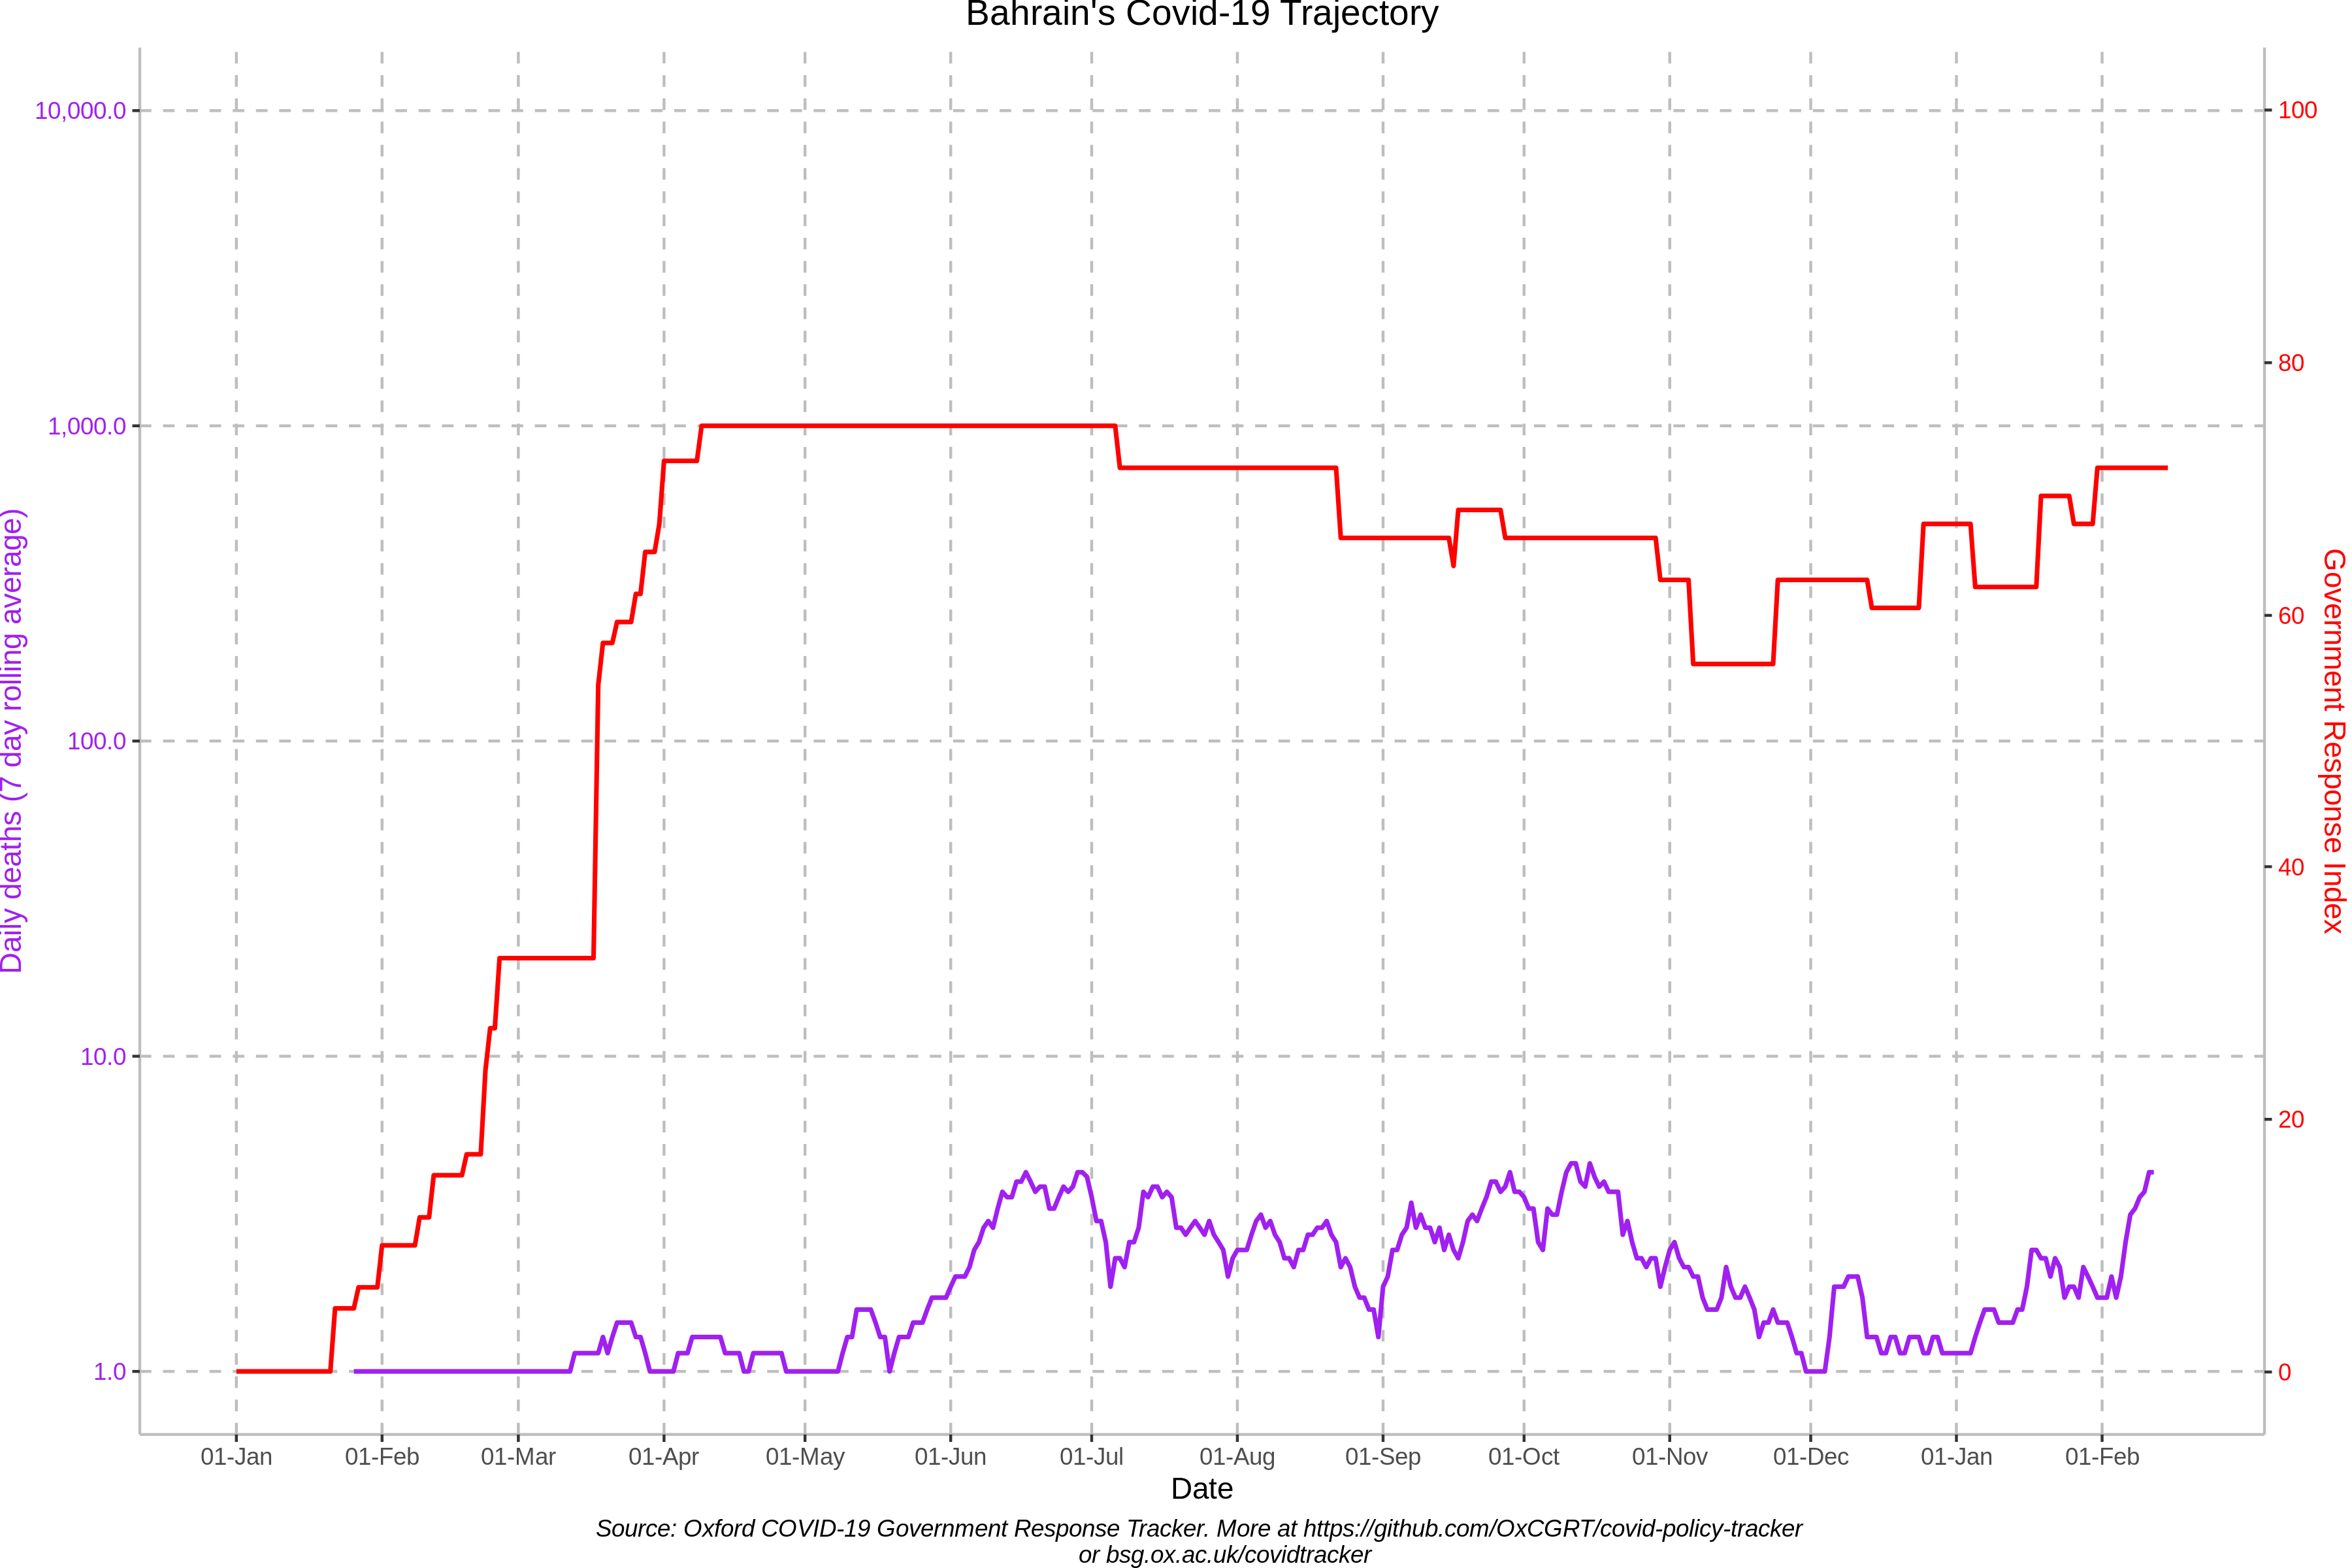 Bahrain's Covid-19 Trajectory
10,000.0
1,000.0
100.0
10.0
1.0
Daily deaths (7 day rolling average)
100
80
60
40
20
0
Government Response Index
01-Jan 01-Feb 01-Mar 01-Apr 01-May 01-Jun 01-Jul 01-Aug 01-Sep 01-Oct 01-Nov 01-Dec 01-Jan 01-Feb
Date
Source: Oxford COVID-19 Government Response Tracker. More at https://github.com/OxCGRT/covid-policy-tracker
or bsg.ox.ac.uk/covidtracker